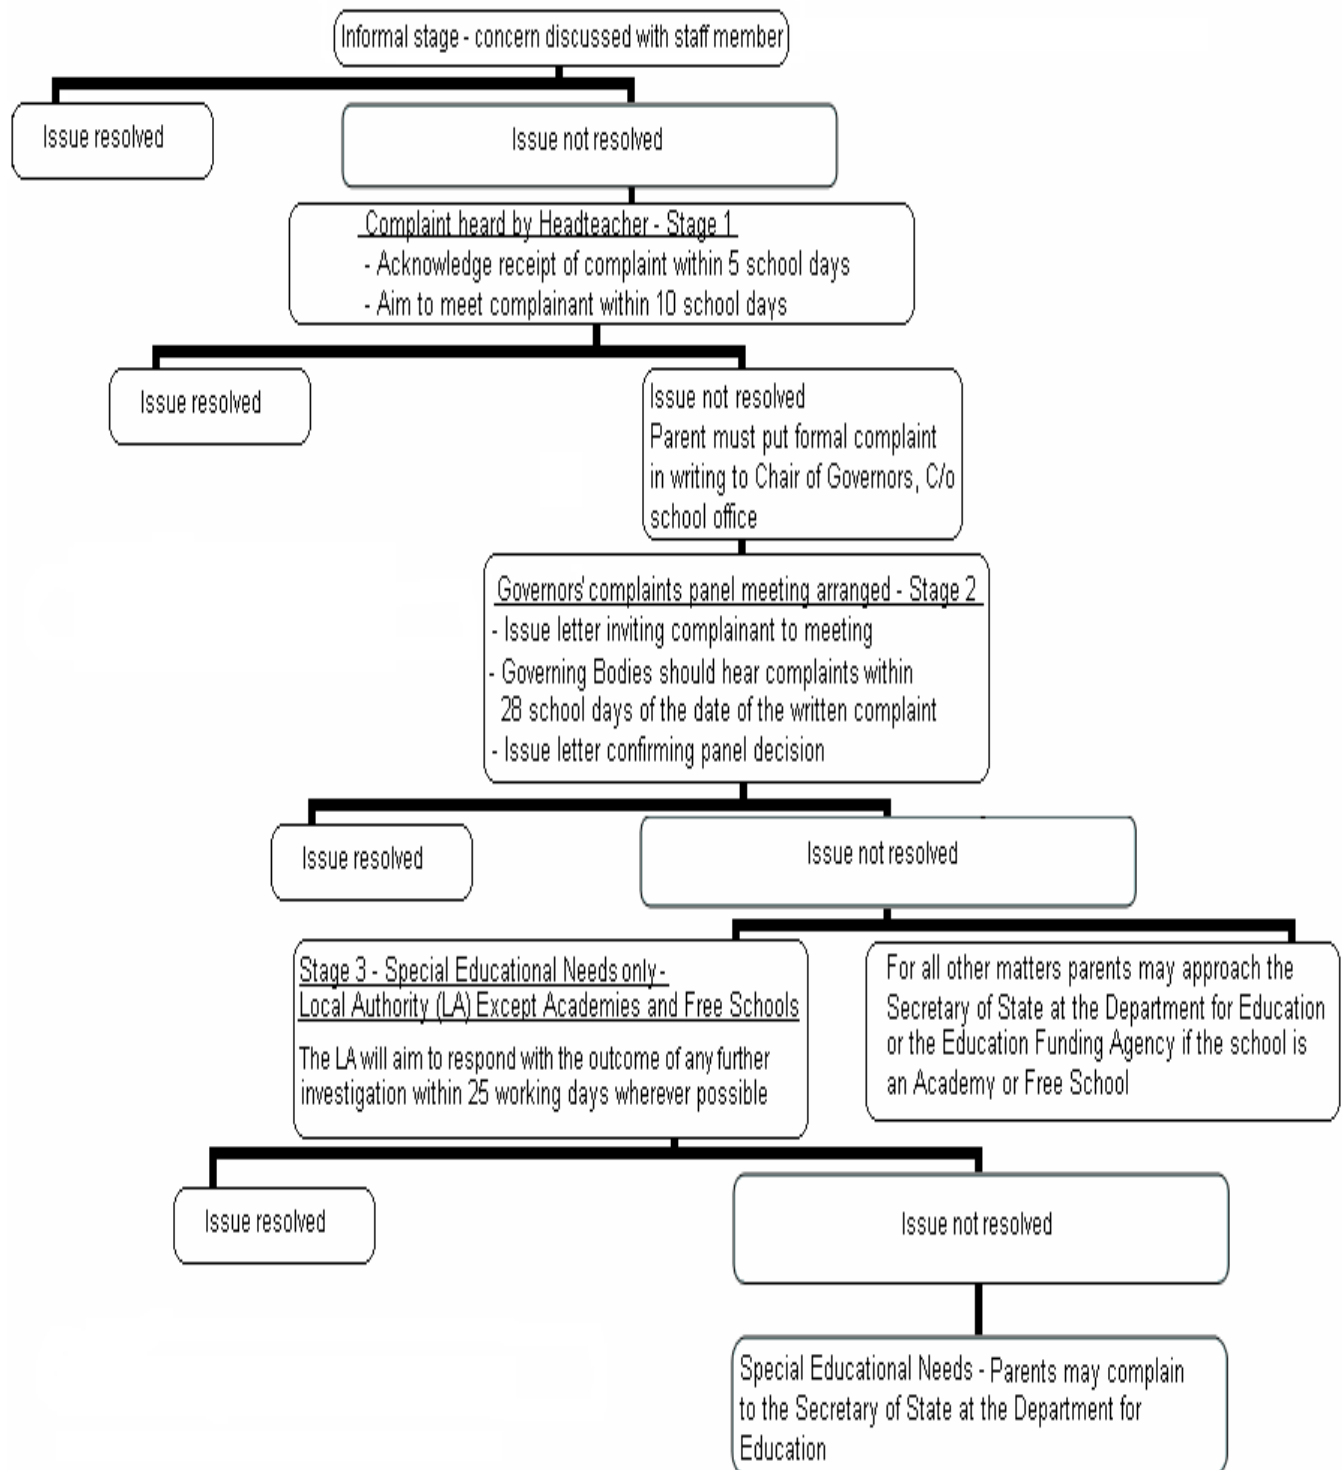 Informal stage - concern discussed with staff member
Issue resolved
Issue not resolved
Complaint heard by Headteacher - Stage 1
- Acknowledge receipt of complaint within 5 school days
- Aim to meet complainant within 10 school days
Issue resolved
Issue not resolved
Parent must put formal complaint
in writing to Chair of Governors, C/o
school office
Governors' complaints panel meeting arranged - Stage 2
- Issue letter inviting complainant to meeting
- Governing Bodies should hear complaints within
28 school days of the date of the written complaint
- Issue letter confirming panel decision
Issue resolved
Issue not resolved
Stage 3 - Special Educational Needs only -
Local Authority (LA) Except Academies and Free Schools
The LA will aim to respond with the outcome of any further
investigation within 25 working days wherever possible
For all other matters parents may approach the
Secretary of State at the Department for Education
or the Education Funding Agency if the school is
an Academy or Free School
Issue resolved
Issue not resolved
Special Educational Needs - Parents may complain
to the Secretary of State at the Department for
Education